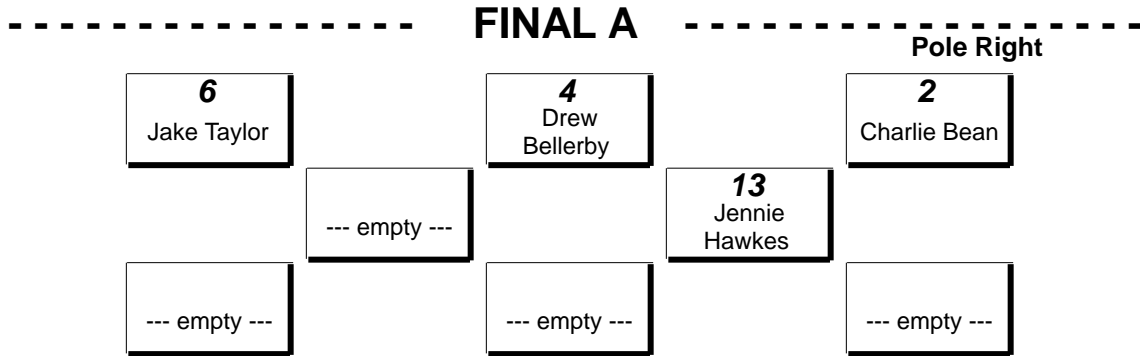 - - - - - - - - - - - - - - - - - FINAL A - - - - - - - - - - - - - - - - - - -
Pole Right
6 4 2
Jake Taylor Drew Bellerby Charlie Bean
13
--- empty --- Jennie Hawkes
--- empty --- --- empty --- --- empty ---